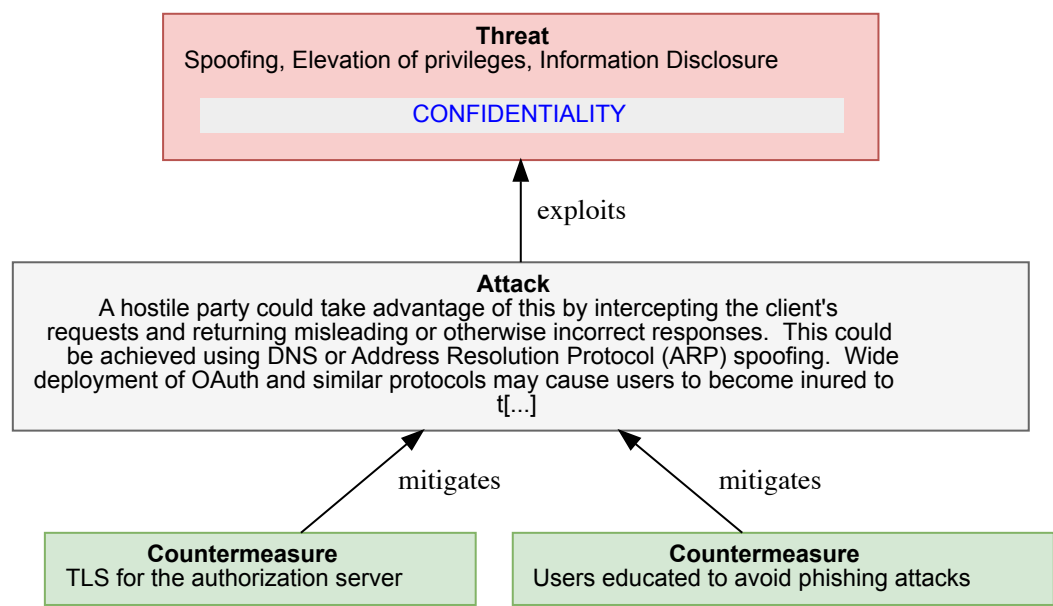 Threat
Spoofing, Elevation of privileges, Information Disclosure
CONFIDENTIALITY
exploits
Attack
A hostile party could take advantage of this by intercepting the client's
requests and returning misleading or otherwise incorrect responses.  This could
be achieved using DNS or Address Resolution Protocol (ARP) spoofing.  Wide
deployment of OAuth and similar protocols may cause users to become inured to
t[...]
mitigates
mitigates
Countermeasure
TLS for the authorization server
Countermeasure
Users educated to avoid phishing attacks